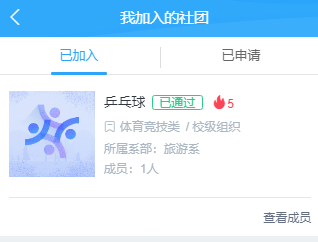 我加入的社团
已加入 已申请
乒乓球 已通过 5
体育竞技类 / 校级组织
所属系部：旅游系
成员：1人
查看成员